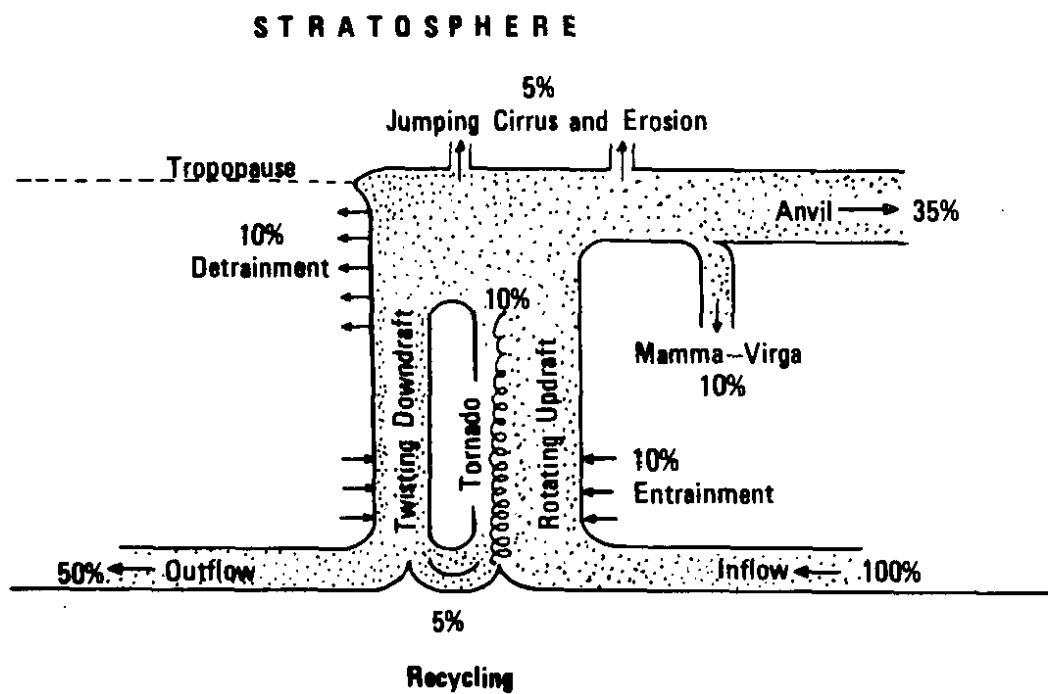 STRATOSPHERE
5%
Jumping Cirrus and Erosion
Tropopause
Anvil 35%
10%
Detrainment
10%
Mamma-Virga
10%
Twisting Downdraft
Tornado
Rotating Updraft
10%
Entrainment
50% Outflow
Inflow 100%
5%
Recycling